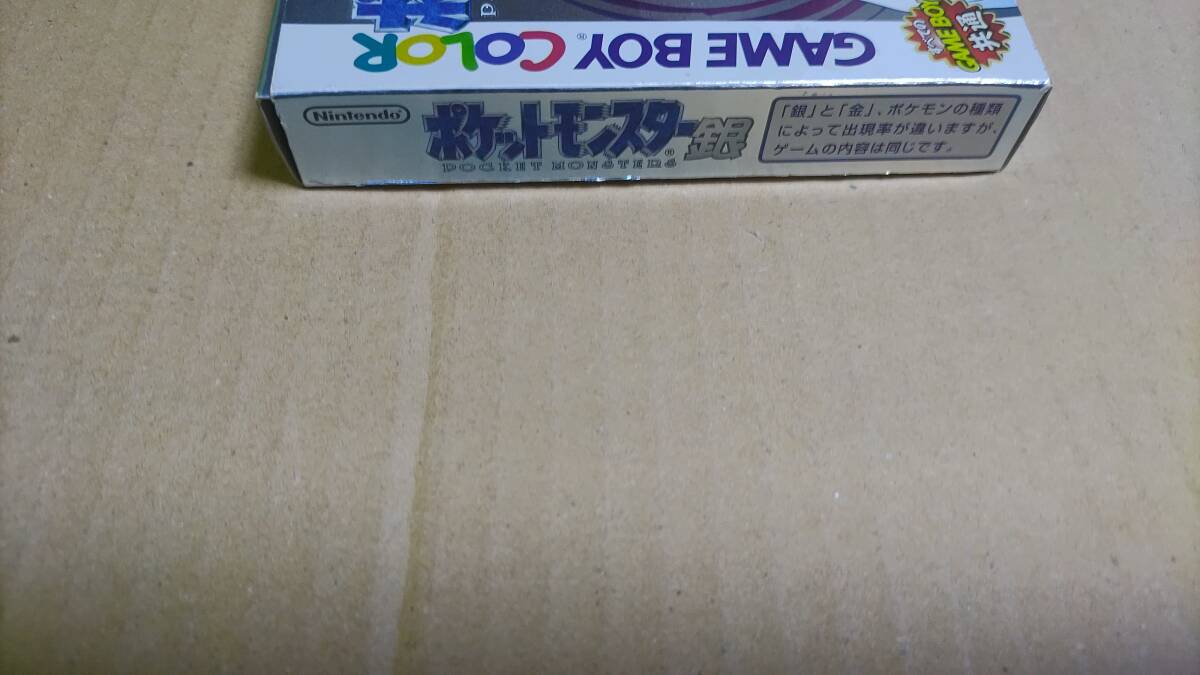 GAME BOY COLOR
GAME BOY
Nintendo
ポケットモンスター銀
POCKET MONSTERS
「銀」と「金」、ポケモンの種類
によって出現率が違いますが、
ゲームの内容は同じです。